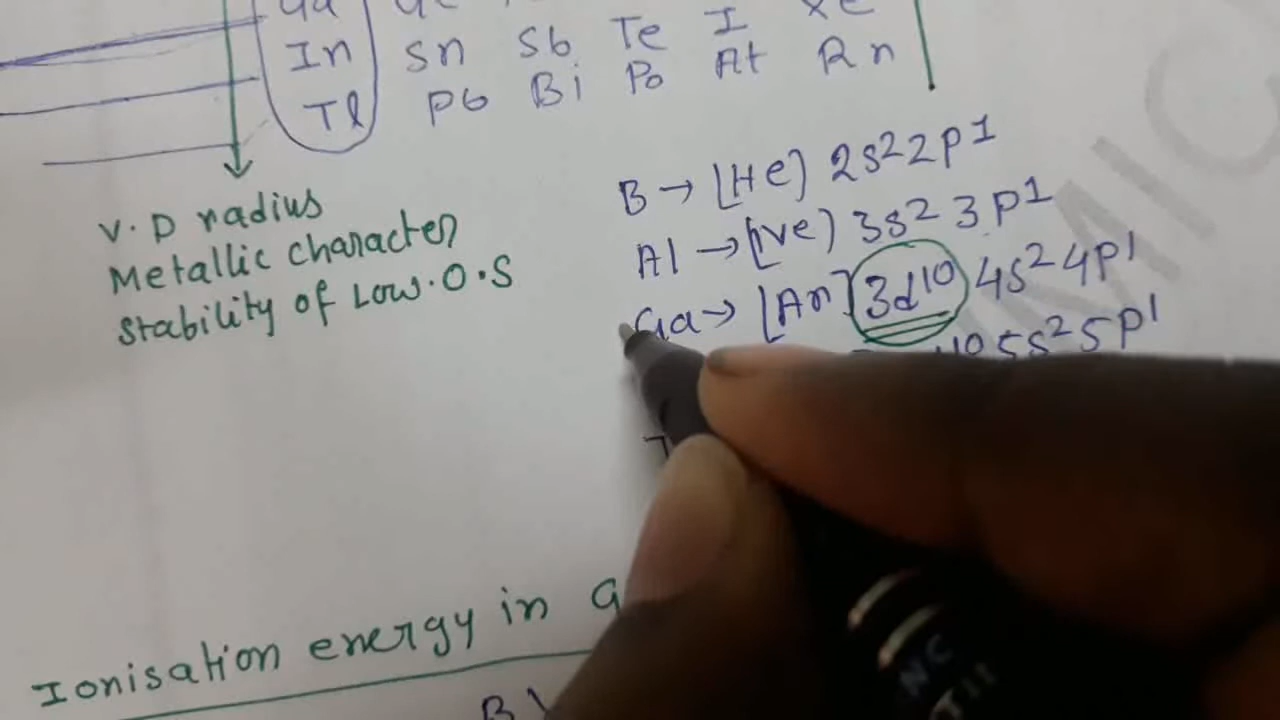 In Sn Sb Te I Xe
Tl Pb Bi Po At Rn
V.D radius
Metallic character
Stability of Low.O.S
B → [He] 2s² 2p¹
Al → [Ne] 3s² 3p¹
Ga → [Ar] 3d¹⁰ 4s² 4p¹
5s² 5p¹
Ionisation energy in
B